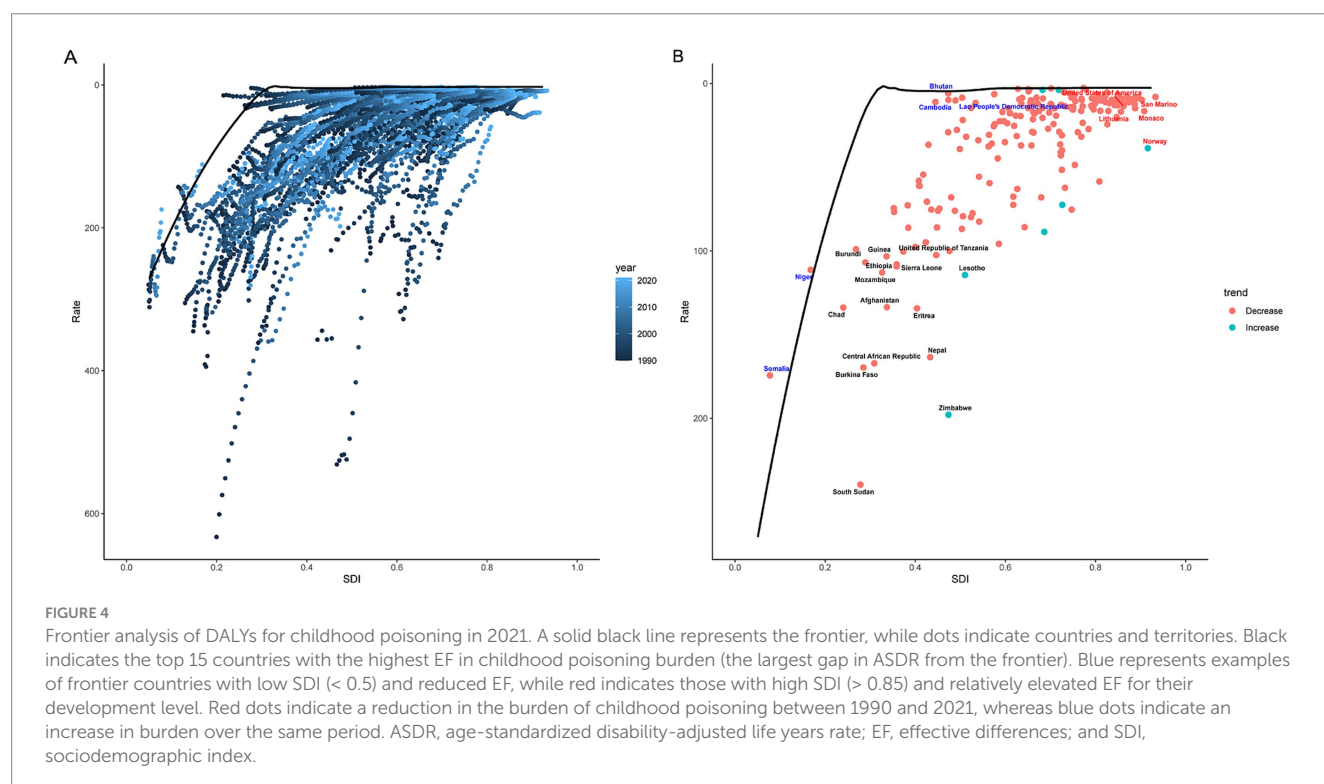 A
B
0
200
400
600
Rate
0.0
0.2
0.4
0.6
0.8
1.0
SDI
year
2020
2010
2000
1990
0
100
200
Rate
Bhutan
Cambodia
Lao People's Democratic Republic
United States of America
San Marino
Lithuania
Monaco
Norway
Burundi
Guinea
United Republic of Tanzania
Niger
Ethiopia
Sierra Leone
Lesotho
Mozambique
Chad
Afghanistan
Eritrea
Somalia
Central African Republic
Nepal
Burkina Faso
Zimbabwe
South Sudan
0.0
0.2
0.4
0.6
0.8
1.0
SDI
trend
Decrease
Increase
FIGURE 4
Frontier analysis of DALYs for childhood poisoning in 2021. A solid black line represents the frontier, while dots indicate countries and territories. Black
indicates the top 15 countries with the highest EF in childhood poisoning burden (the largest gap in ASDR from the frontier). Blue represents examples
of frontier countries with low SDI (< 0.5) and reduced EF, while red indicates those with high SDI (> 0.85) and relatively elevated EF for their
development level. Red dots indicate a reduction in the burden of childhood poisoning between 1990 and 2021, whereas blue dots indicate an
increase in burden over the same period. ASDR, age-standardized disability-adjusted life years rate; EF, effective differences; and SDI,
sociodemographic index.